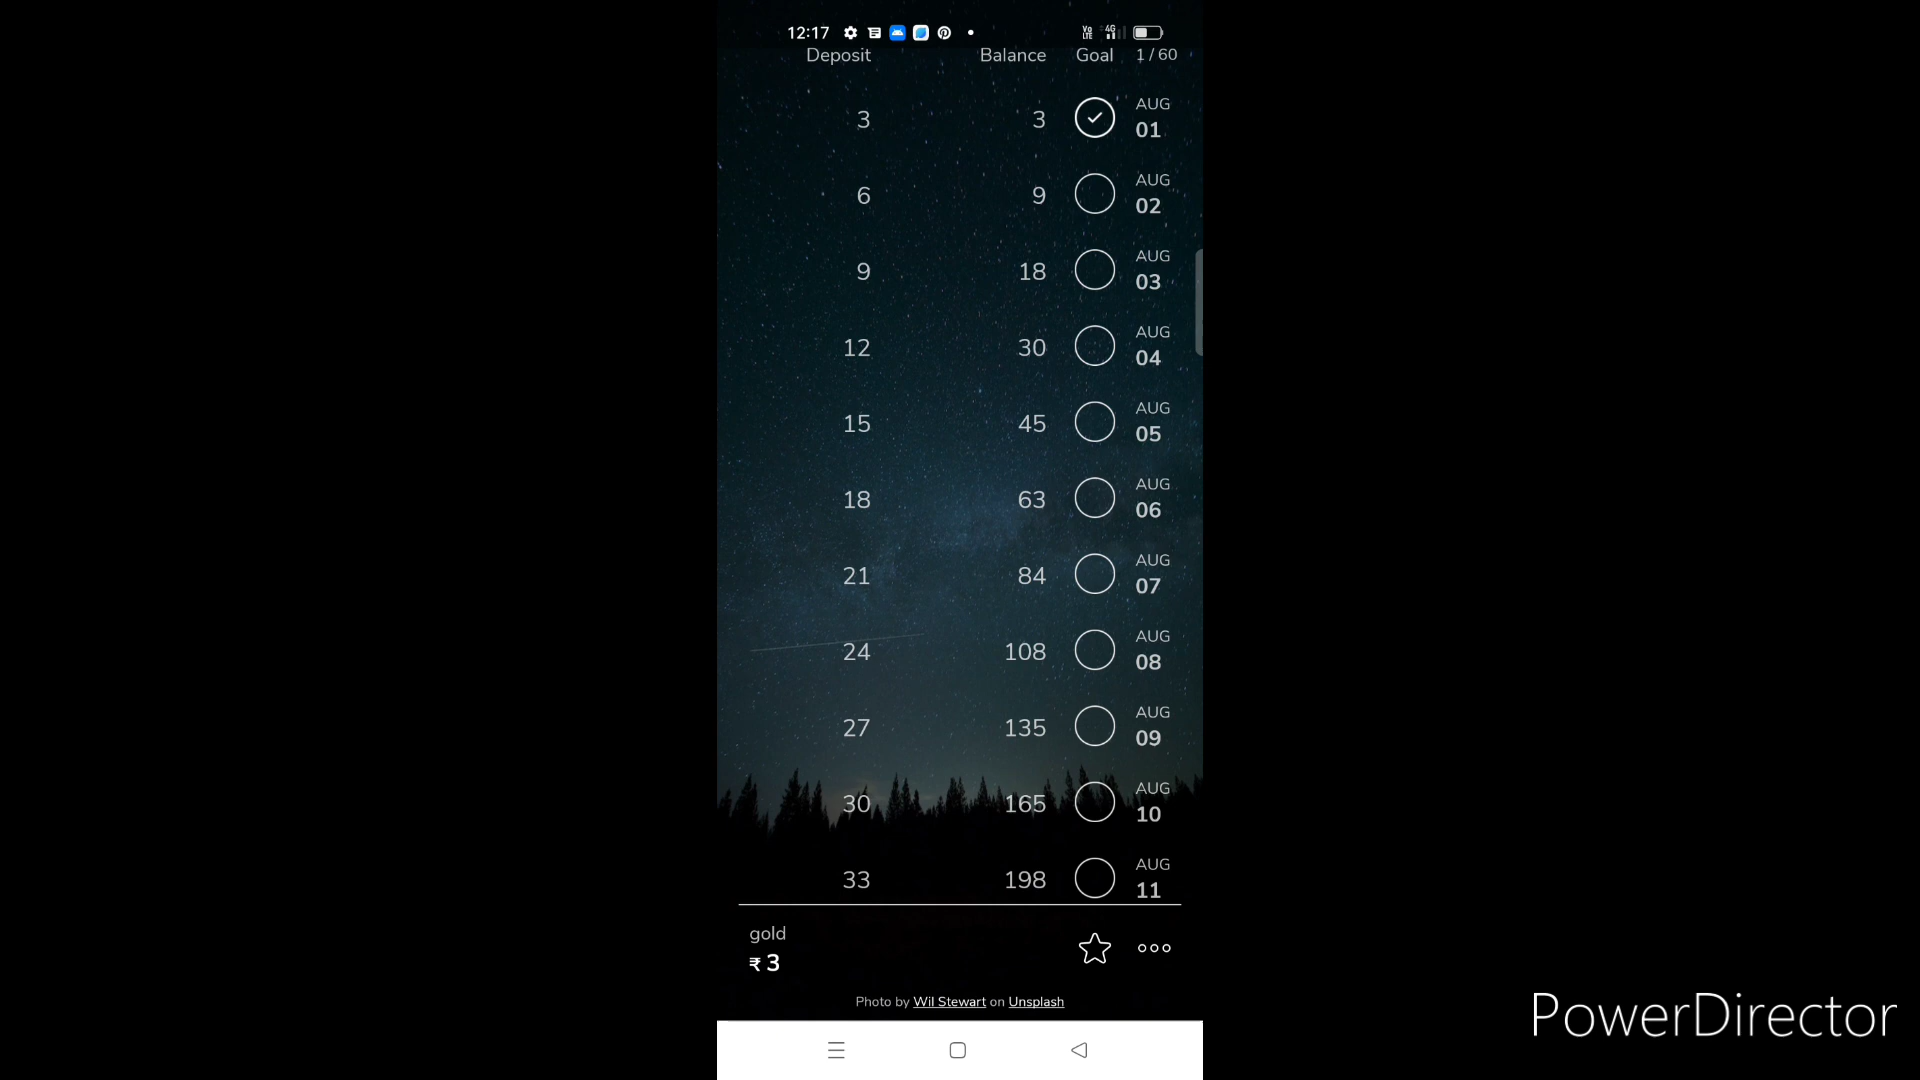 12:17 Vo LTE 4G
Deposit Balance Goal 1 / 60
3 3 AUG 01
6 9 AUG 02
9 18 AUG 03
12 30 AUG 04
15 45 AUG 05
18 63 AUG 06
21 84 AUG 07
24 108 AUG 08
27 135 AUG 09
30 165 AUG 10
33 198 AUG 11
gold
₹ 3
Photo by Wil Stewart on Unsplash
PowerDirector